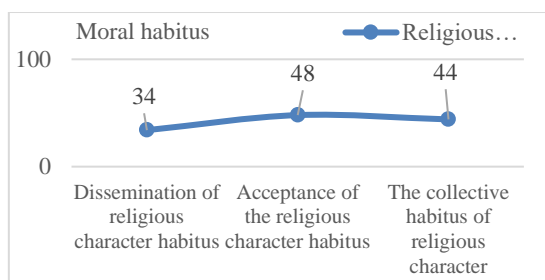 Moral habitus
Religious…
100
0
34
48
44
Dissemination of
religious
character habitus
Acceptance of
the religious
character habitus
The collective
habitus of
religious
character